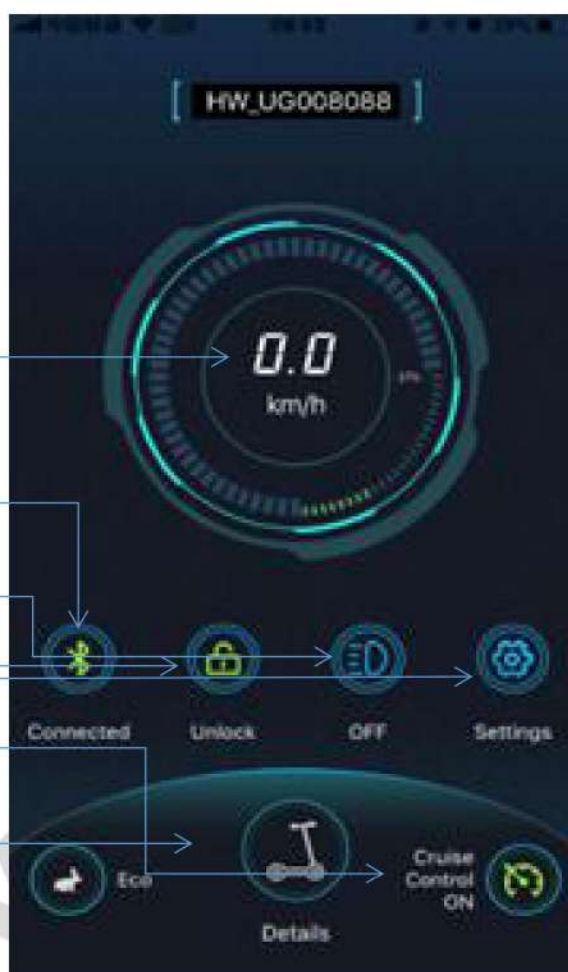 HW_UG008088
0.0
km/h
Connected
Unlock
OFF
Settings
Eco
Cruise
Control
ON
Details